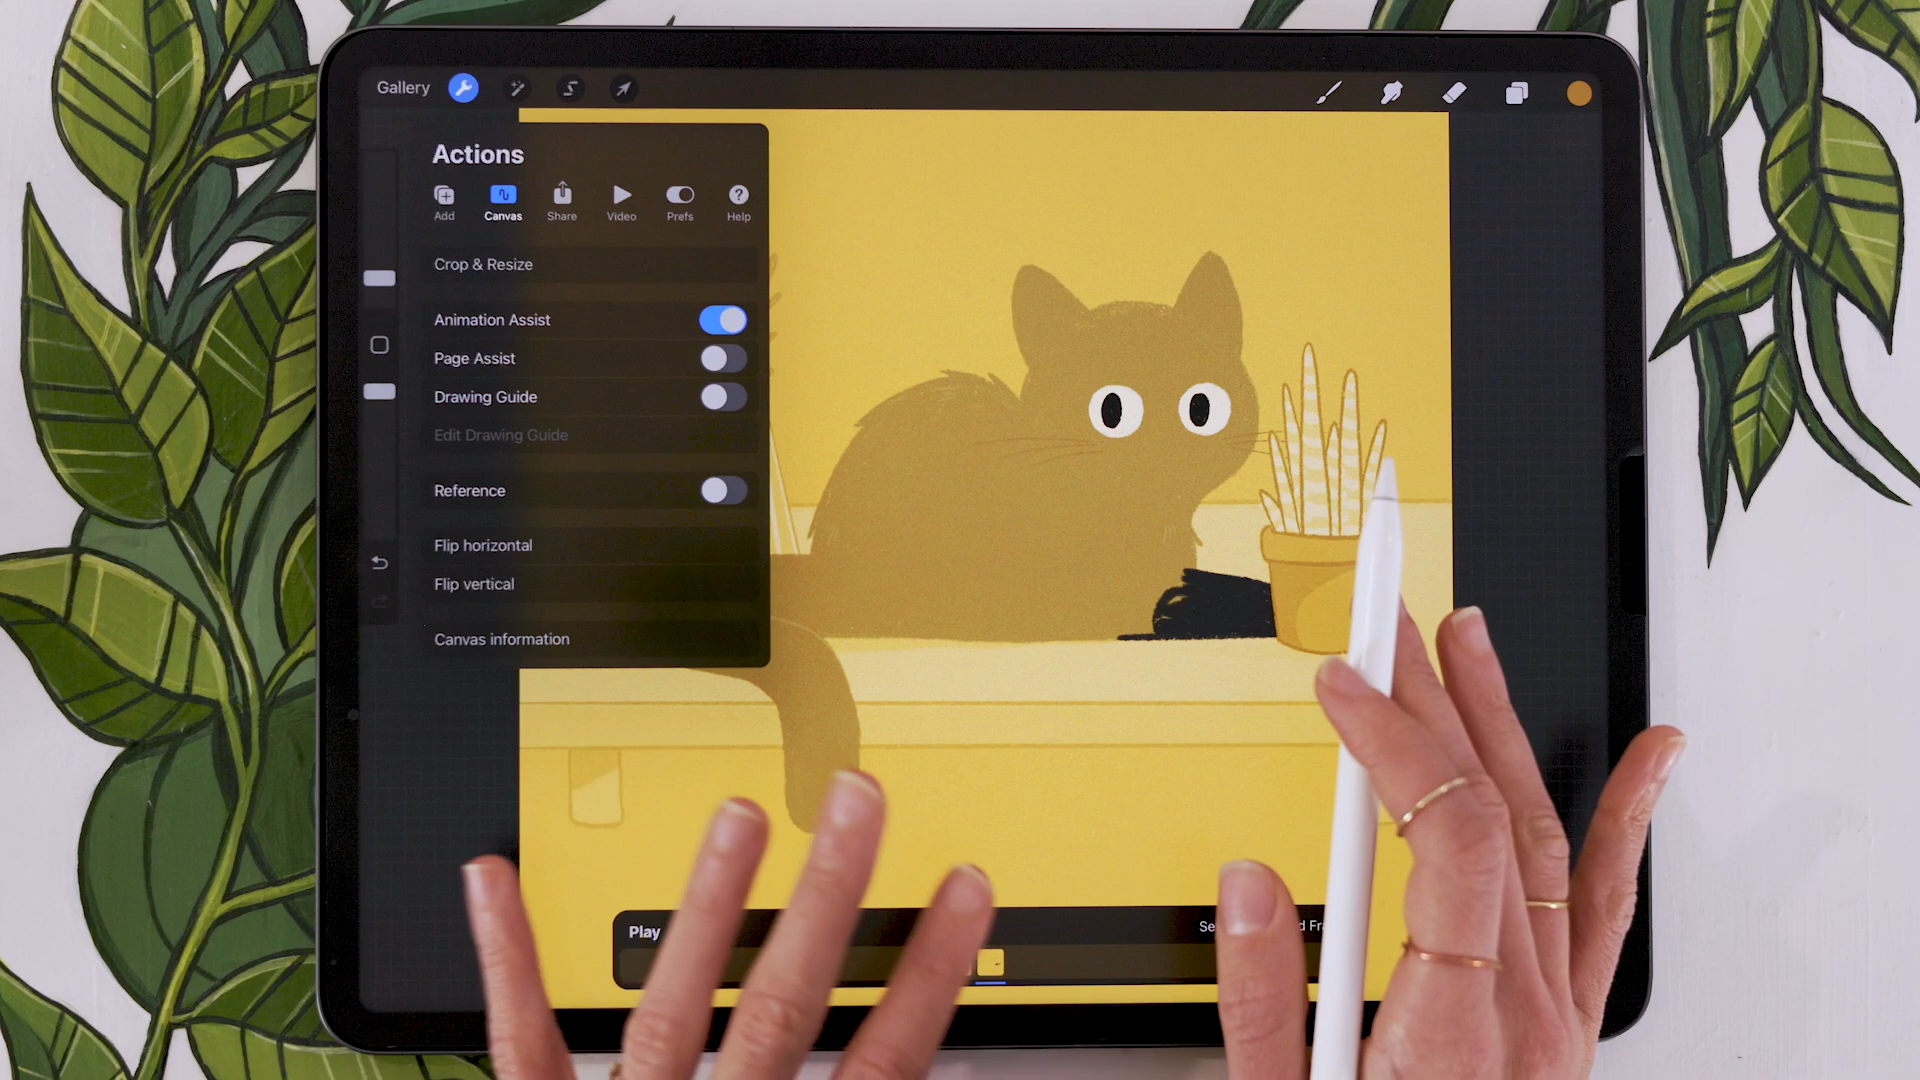 Gallery
Actions
Add Canvas Share Video Prefs Help
Crop & Resize
Animation Assist
Page Assist
Drawing Guide
Edit Drawing Guide
Reference
Flip horizontal
Flip vertical
Canvas information
Play